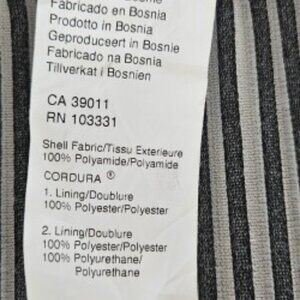 Fabricado en Bosnia
Prodotto in Bosnia
Geproduceert in Bosnie
Fabricado na Bosnia
Tillverkat i Bosnien
CA 39011
RN 103331
Shell Fabric/Tissu Exterieure
100% Polyamide/Polyamide
CORDURA ®
1. Lining/Doublure
100% Polyester/Polyester
2. Lining/Doublure
100% Polyester/Polyester
100% Polyurethane/
Polyurethane